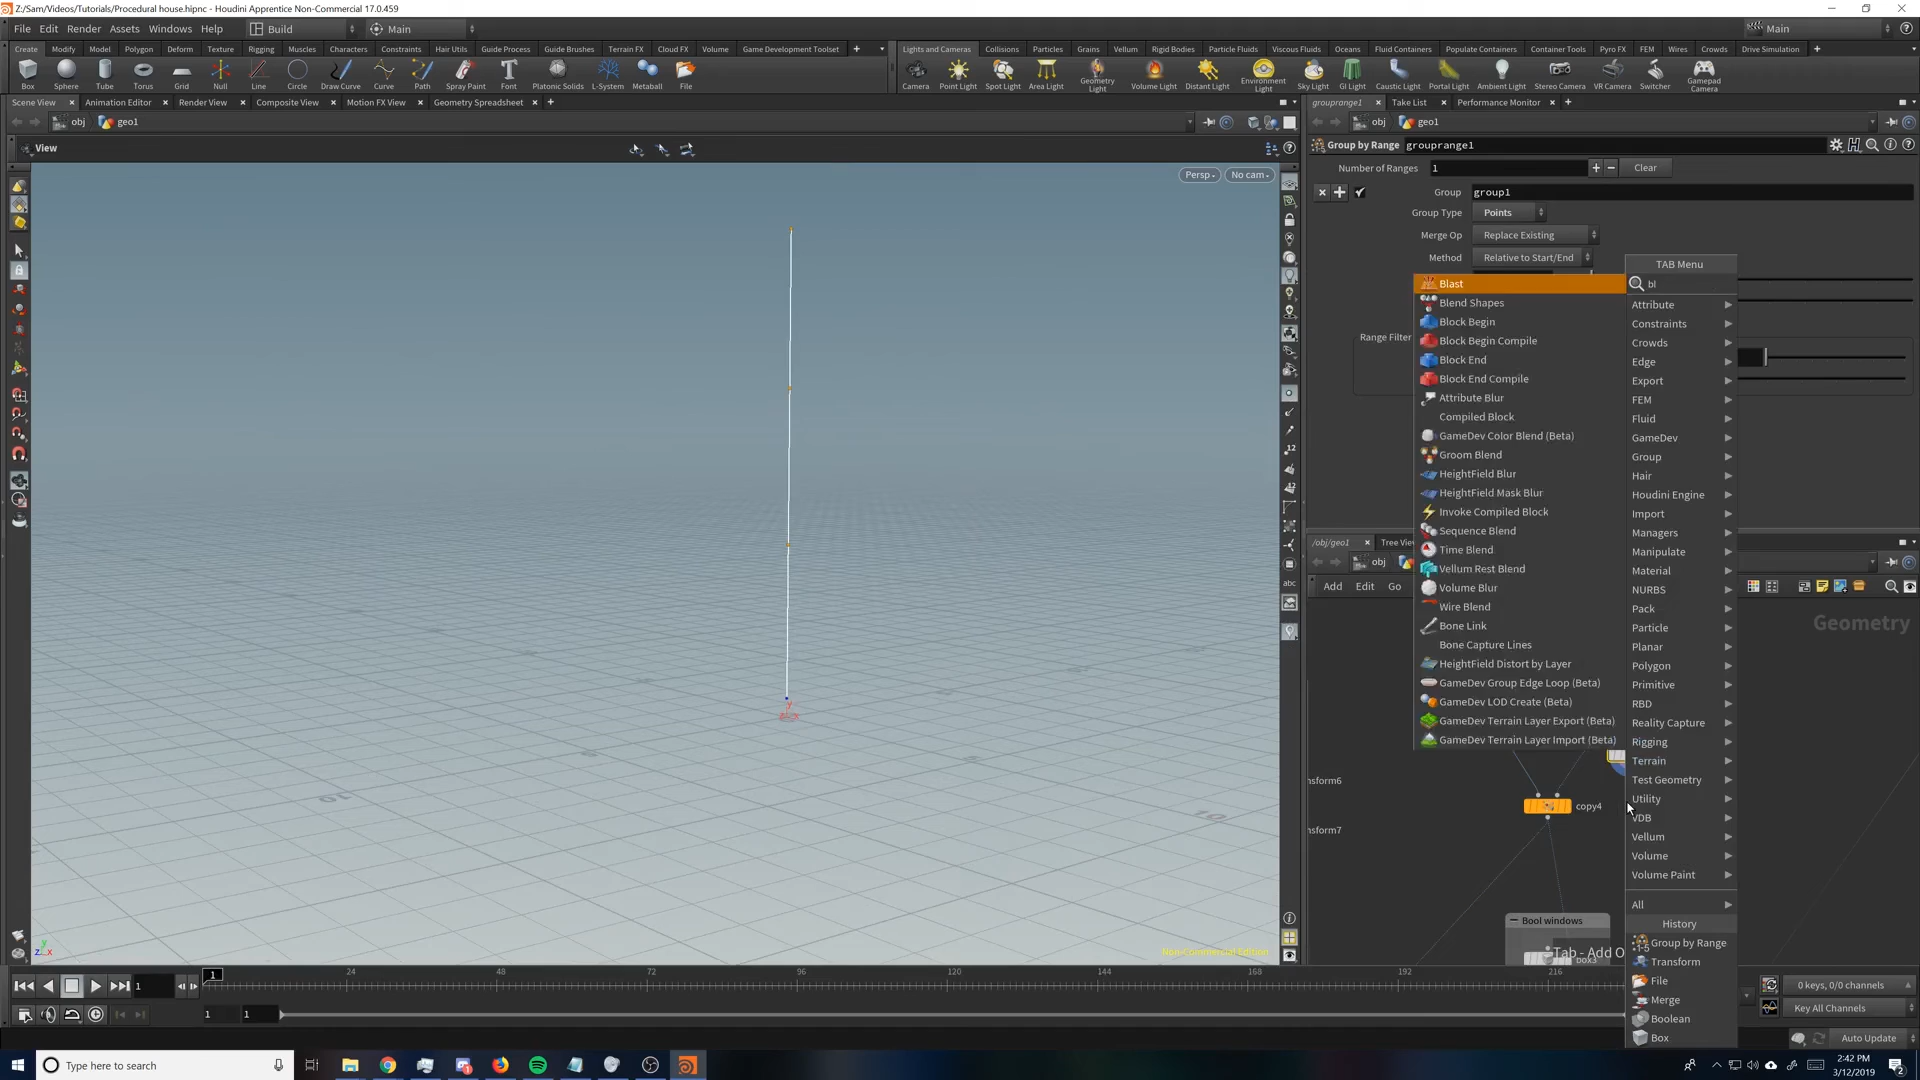 Z:/Sam/Videos/Tutorials/Procedural house.hipnc - Houdini Apprentice Non-Commercial 17.0.459
File Edit Render Assets Windows Help Build Main Main
Create Modify Model Polygon Deform Texture Rigging Muscles Characters Constraints Hair Utils Guide Process Guide Brushes Terrain FX Cloud FX Volume Game Development Toolset
Lights and Cameras Collisions Particles Grains Vellum Rigid Bodies Particle Fluids Viscous Fluids Oceans Fluid Containers Populate Containers Container Tools Pyro FX FEM Wires Crowds Drive Simulation
Box Sphere Tube Torus Grid Null Line Circle Draw Curve Curve Path Spray Paint Font Platonic Solids L-System Metaball File
Camera Point Light Spot Light Area Light Geometry Light Volume Light Distant Light Environment Light Sky Light GI Light Caustic Light Portal Light Ambient Light Stereo Camera VR Camera Switcher Gamepad Camera
Scene View Animation Editor Render View Composite View Motion FX View Geometry Spreadsheet
grouprange1 Take List Performance Monitor
obj geo1
obj geo1
View
Persp No cam
Group by Range grouprange1
Number of Ranges 1 Clear
Group group1
Group Type Points
Merge Op Replace Existing
Method Relative to Start/End
Range Filter
TAB Menu
bl
Blast
Blend Shapes
Block Begin
Block Begin Compile
Block End
Block End Compile
Attribute Blur
Compiled Block
GameDev Color Blend (Beta)
Groom Blend
HeightField Blur
HeightField Mask Blur
Invoke Compiled Block
Sequence Blend
Time Blend
Vellum Rest Blend
Volume Blur
Wire Blend
Bone Link
Bone Capture Lines
HeightField Distort by Layer
GameDev Group Edge Loop (Beta)
GameDev LOD Create (Beta)
GameDev Terrain Layer Export (Beta)
GameDev Terrain Layer Import (Beta)
Attribute
Constraints
Crowds
Edge
Export
FEM
Fluid
GameDev
Group
Hair
Houdini Engine
Import
Managers
Manipulate
Material
NURBS
Pack
Particle
Planar
Polygon
Primitive
RBD
Reality Capture
Rigging
Terrain
Test Geometry
Utility
VDB
Vellum
Volume
Volume Paint
All
History
Group by Range
Transform
File
Merge
Boolean
Box
/obj/geo1 Tree View
obj
Add Edit Go
Geometry
nsform6
copy4
nsform7
Bool windows
box3
Tab - Add O
Non-Commercial Edition
1 24 48 72 96 120 144 168 192 216
1
1 1
0 keys, 0/0 channels
Key All Channels
Auto Update
Type here to search
2:42 PM
3/12/2019